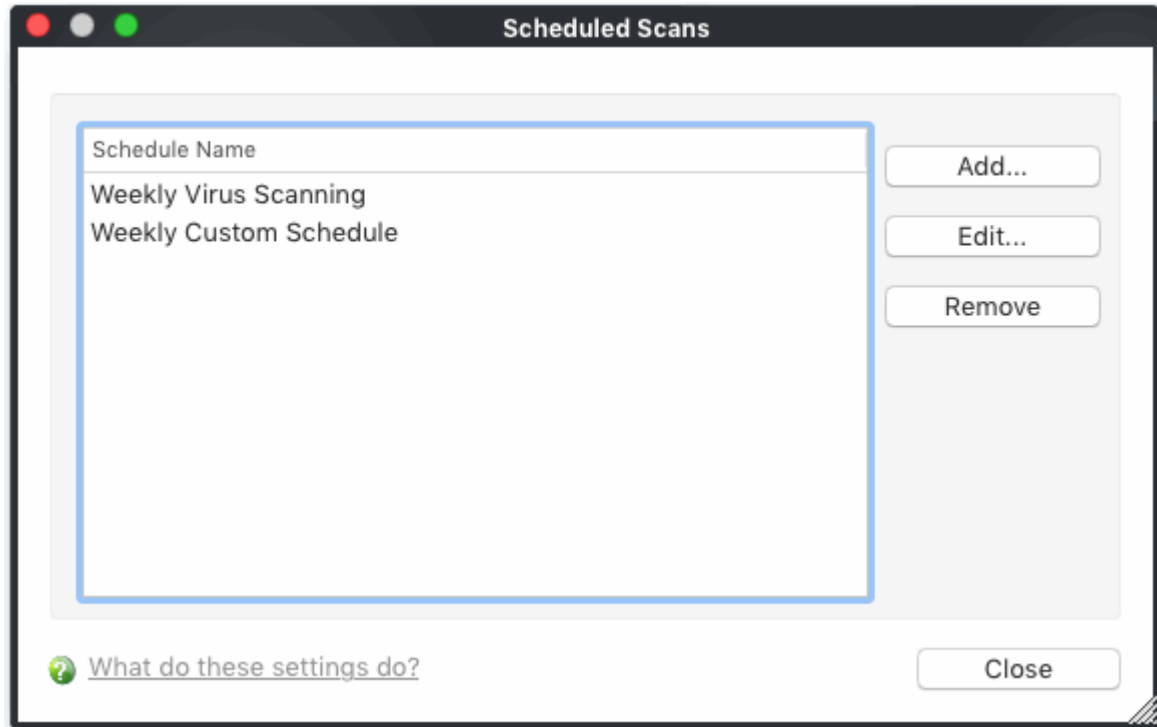 Scheduled Scans
Schedule Name
Weekly Virus Scanning
Weekly Custom Schedule
Add...
Edit...
Remove
What do these settings do?
Close